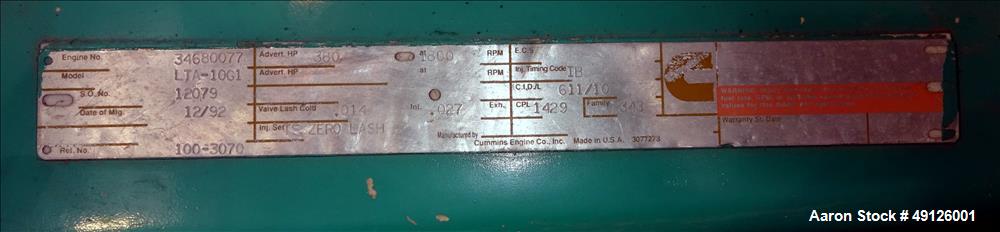 Engine No. 34680077 Advert. HP 380 at 1800 RPM E.C.S.
Model LTA-10G1 Advert. HP at RPM Inj. Timing Code IB
S.O. No. 12079 C.I.D./L 611/10
Date of Mfg. 12/92 Valve Lash Cold .014 Int. .027 Exh. CPL 1429 Family 343
Inj. Set S ZERO LASH Manufactured by
Cummins Engine Co., Inc. Made in U.S.A. 3077273
Ref. No. 100-3070
WARNING:
Warranty St. Date
Aaron Stock # 49126001